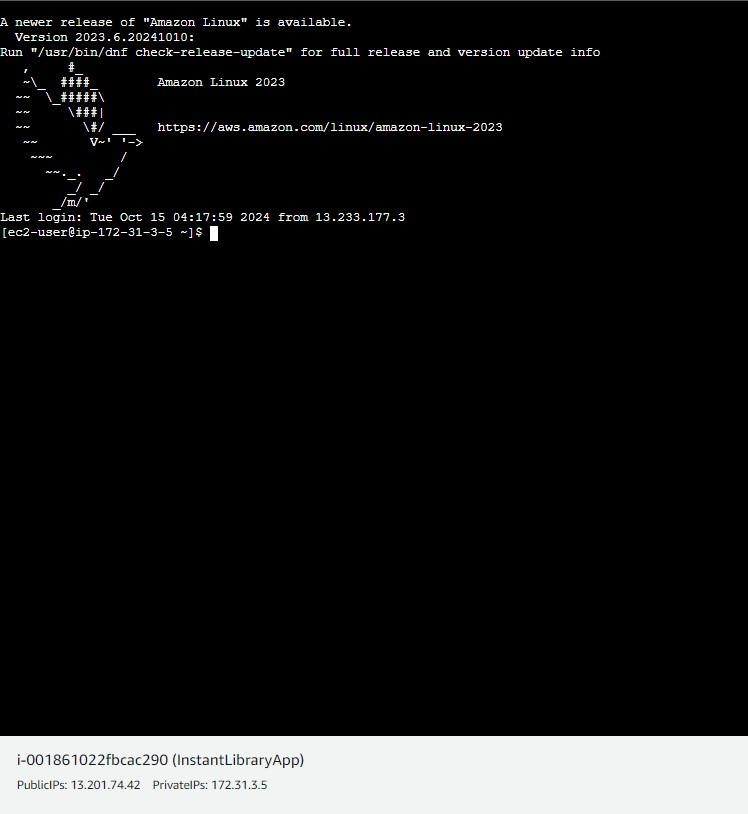 A newer release of "Amazon Linux" is available.
  Version 2023.6.20241010:
Run "/usr/bin/dnf check-release-update" for full release and version update info
   ,     #_
   ~\_  ####_        Amazon Linux 2023
  ~~  \_#####\
  ~~     \###|
  ~~       \#/ ___   https://aws.amazon.com/linux/amazon-linux-2023
   ~~       V~' '->
    ~~~         /
      ~~._.   _/
         _/ _/
       _/m/'
Last login: Tue Oct 15 04:17:59 2024 from 13.233.177.3
[ec2-user@ip-172-31-3-5 ~]$
i-001861022fbcac290 (InstantLibraryApp)
PublicIPs: 13.201.74.42 PrivateIPs: 172.31.3.5